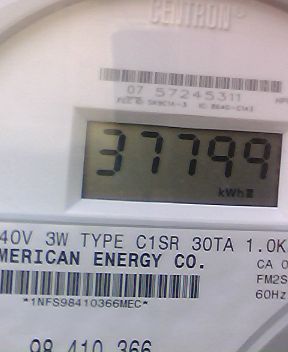 CENTRON®
07 57245311
37799
kWh
40V 3W TYPE C1SR 30TA 1.0K
MERICAN ENERGY CO.
CA 0
FM2S
60Hz
*1NFS98410366MEC*
98 410 366